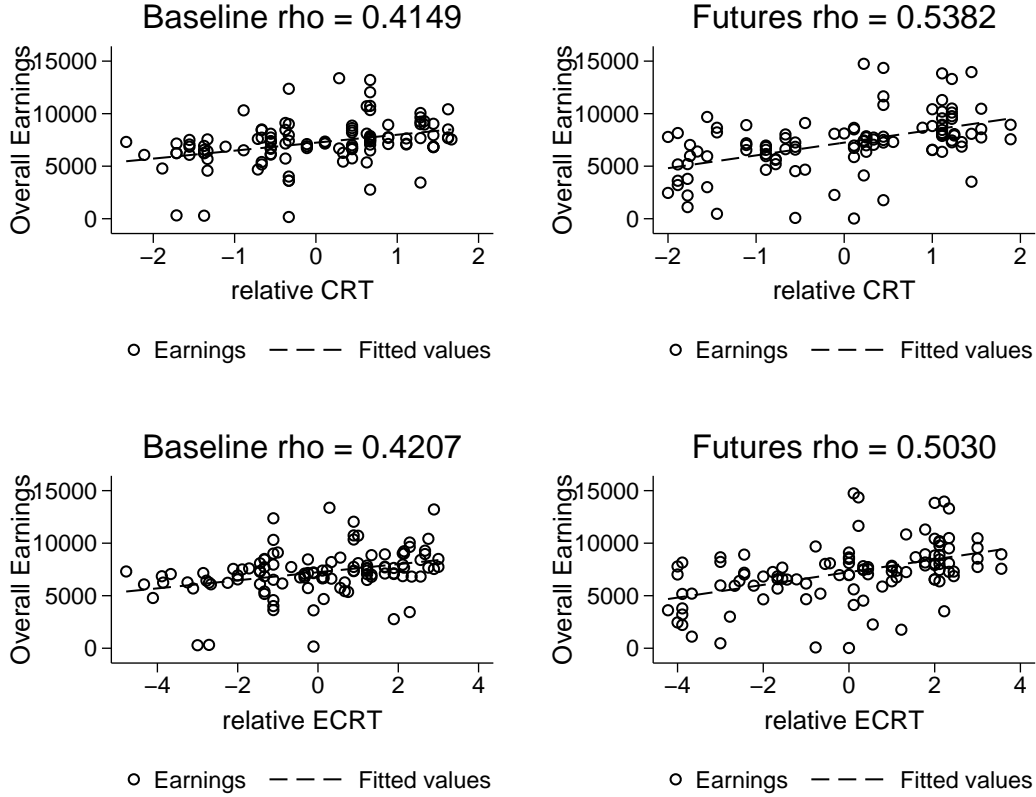 Baseline rho = 0.4149
Overall Earnings
15000
10000
5000
0
−2 −1 0 1 2
relative CRT
Earnings Fitted values
Futures rho = 0.5382
Overall Earnings
15000
10000
5000
0
−2 −1 0 1 2
relative CRT
Earnings Fitted values
Baseline rho = 0.4207
Overall Earnings
15000
10000
5000
0
−4 −2 0 2 4
relative ECRT
Earnings Fitted values
Futures rho = 0.5030
Overall Earnings
15000
10000
5000
0
−4 −2 0 2 4
relative ECRT
Earnings Fitted values